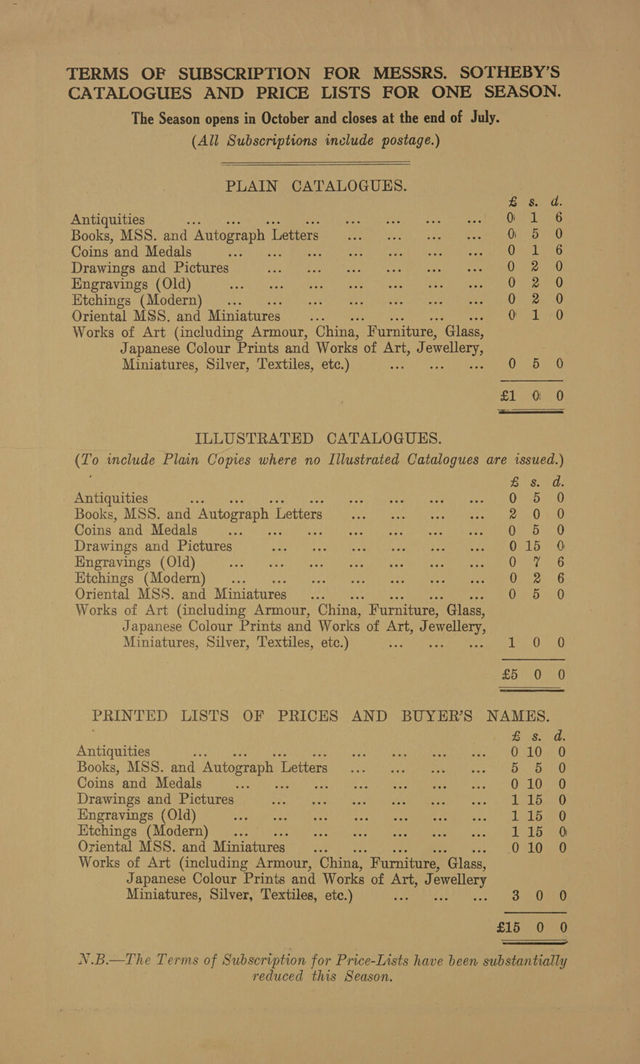 TERMS OF SUBSCRIPTION FOR MESSRS. SOTHEBY'S
CATALOGUES AND PRICE LISTS FOR ONE SEASON.
The Season opens in October and closes at the end of July.
(All Subscriptions include postage.)
PLAIN CATALOGUES.
£ s. d.
Antiquities ... ... ... ... ... ... ... ... 0 1 6
Books, MSS. and Autograph Letters ... ... ... ... 0 5 0
Coins and Medals ... ... ... ... ... ... ... 0 1 6
Drawings and Pictures ... ... ... ... ... ... 0 2 0
Engravings (Old) ... ... ... ... ... ... ... 0 2 0
Etchings (Modern) ... ... ... ... ... ... ... 0 2 0
Oriental MSS. and Miniatures ... ... ... ... ... 0 1 0
Works of Art (including Armour, China, Furniture, Glass,
Japanese Colour Prints and Works of Art, Jewellery,
Miniatures, Silver, Textiles, etc.) ... ... ... 0 5 0
£1 0 0
ILLUSTRATED CATALOGUES.
(To include Plain Copies where no Illustrated Catalogues are issued.)
£ s. d.
Antiquities ... ... ... ... ... ... ... ... 0 5 0
Books, MSS. and Autograph Letters ... ... ... ... 2 0 0
Coins and Medals ... ... ... ... ... ... ... 0 5 0
Drawings and Pictures ... ... ... ... ... ... 0 15 0
Engravings (Old) ... ... ... ... ... ... ... 0 7 6
Etchings (Modern) ... ... ... ... ... ... ... 0 2 6
Oriental MSS. and Miniatures ... ... ... ... ... 0 5 0
Works of Art (including Armour, China, Furniture, Glass,
Japanese Colour Prints and Works of Art, Jewellery,
Miniatures, Silver, Textiles, etc.) ... ... ... 1 0 0
£5 0 0
PRINTED LISTS OF PRICES AND BUYER'S NAMES.
£ s. d.
Antiquities ... ... ... ... ... ... ... ... 0 10 0
Books, MSS. and Autograph Letters ... ... ... ... 5 5 0
Coins and Medals ... ... ... ... ... ... ... 0 10 0
Drawings and Pictures ... ... ... ... ... ... 1 15 0
Engravings (Old) ... ... ... ... ... ... ... 1 15 0
Etchings (Modern) ... ... ... ... ... ... ... 1 15 0
Oriental MSS. and Miniatures ... ... ... ... ... 0 10 0
Works of Art (including Armour, China, Furniture, Glass,
Japanese Colour Prints and Works of Art, Jewellery
Miniatures, Silver, Textiles, etc.) ... ... ... 3 0 0
£15 0 0
N.B.—The Terms of Subscription for Price-Lists have been substantially
reduced this Season.